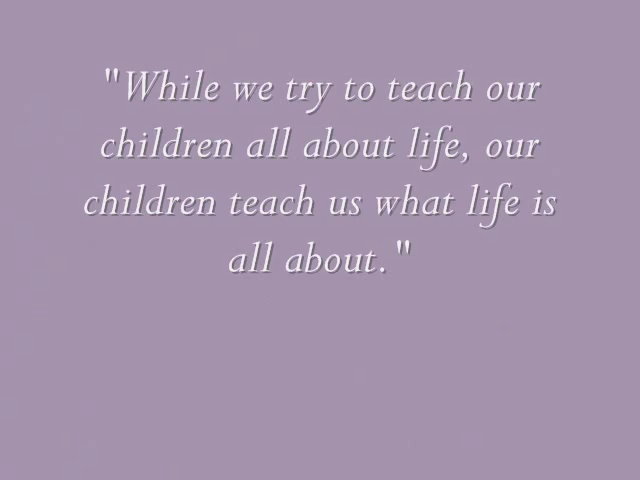 "While we try to teach our
children all about life, our
children teach us what life is
all about."